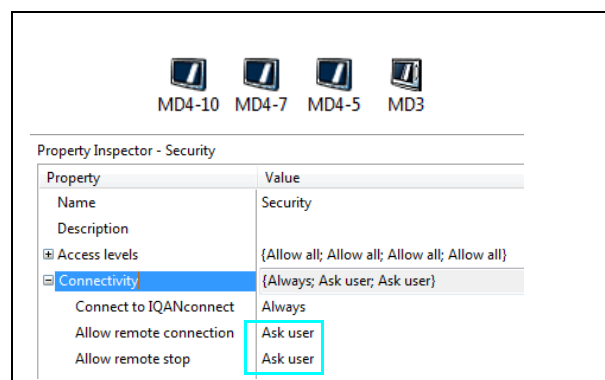 MD4-10 MD4-7 MD4-5 MD3
Property Inspector - Security
Property Value
Name Security
Description
Access levels {Allow all; Allow all; Allow all; Allow all}
Connectivity {Always; Ask user; Ask user}
Connect to IQANconnect Always
Allow remote connection Ask user
Allow remote stop Ask user